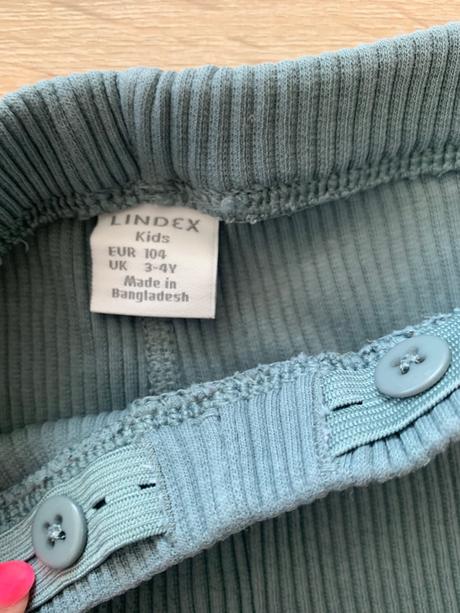 LINDEX
Kids
EUR 104
UK 3-4Y
Made in
Bangladesh